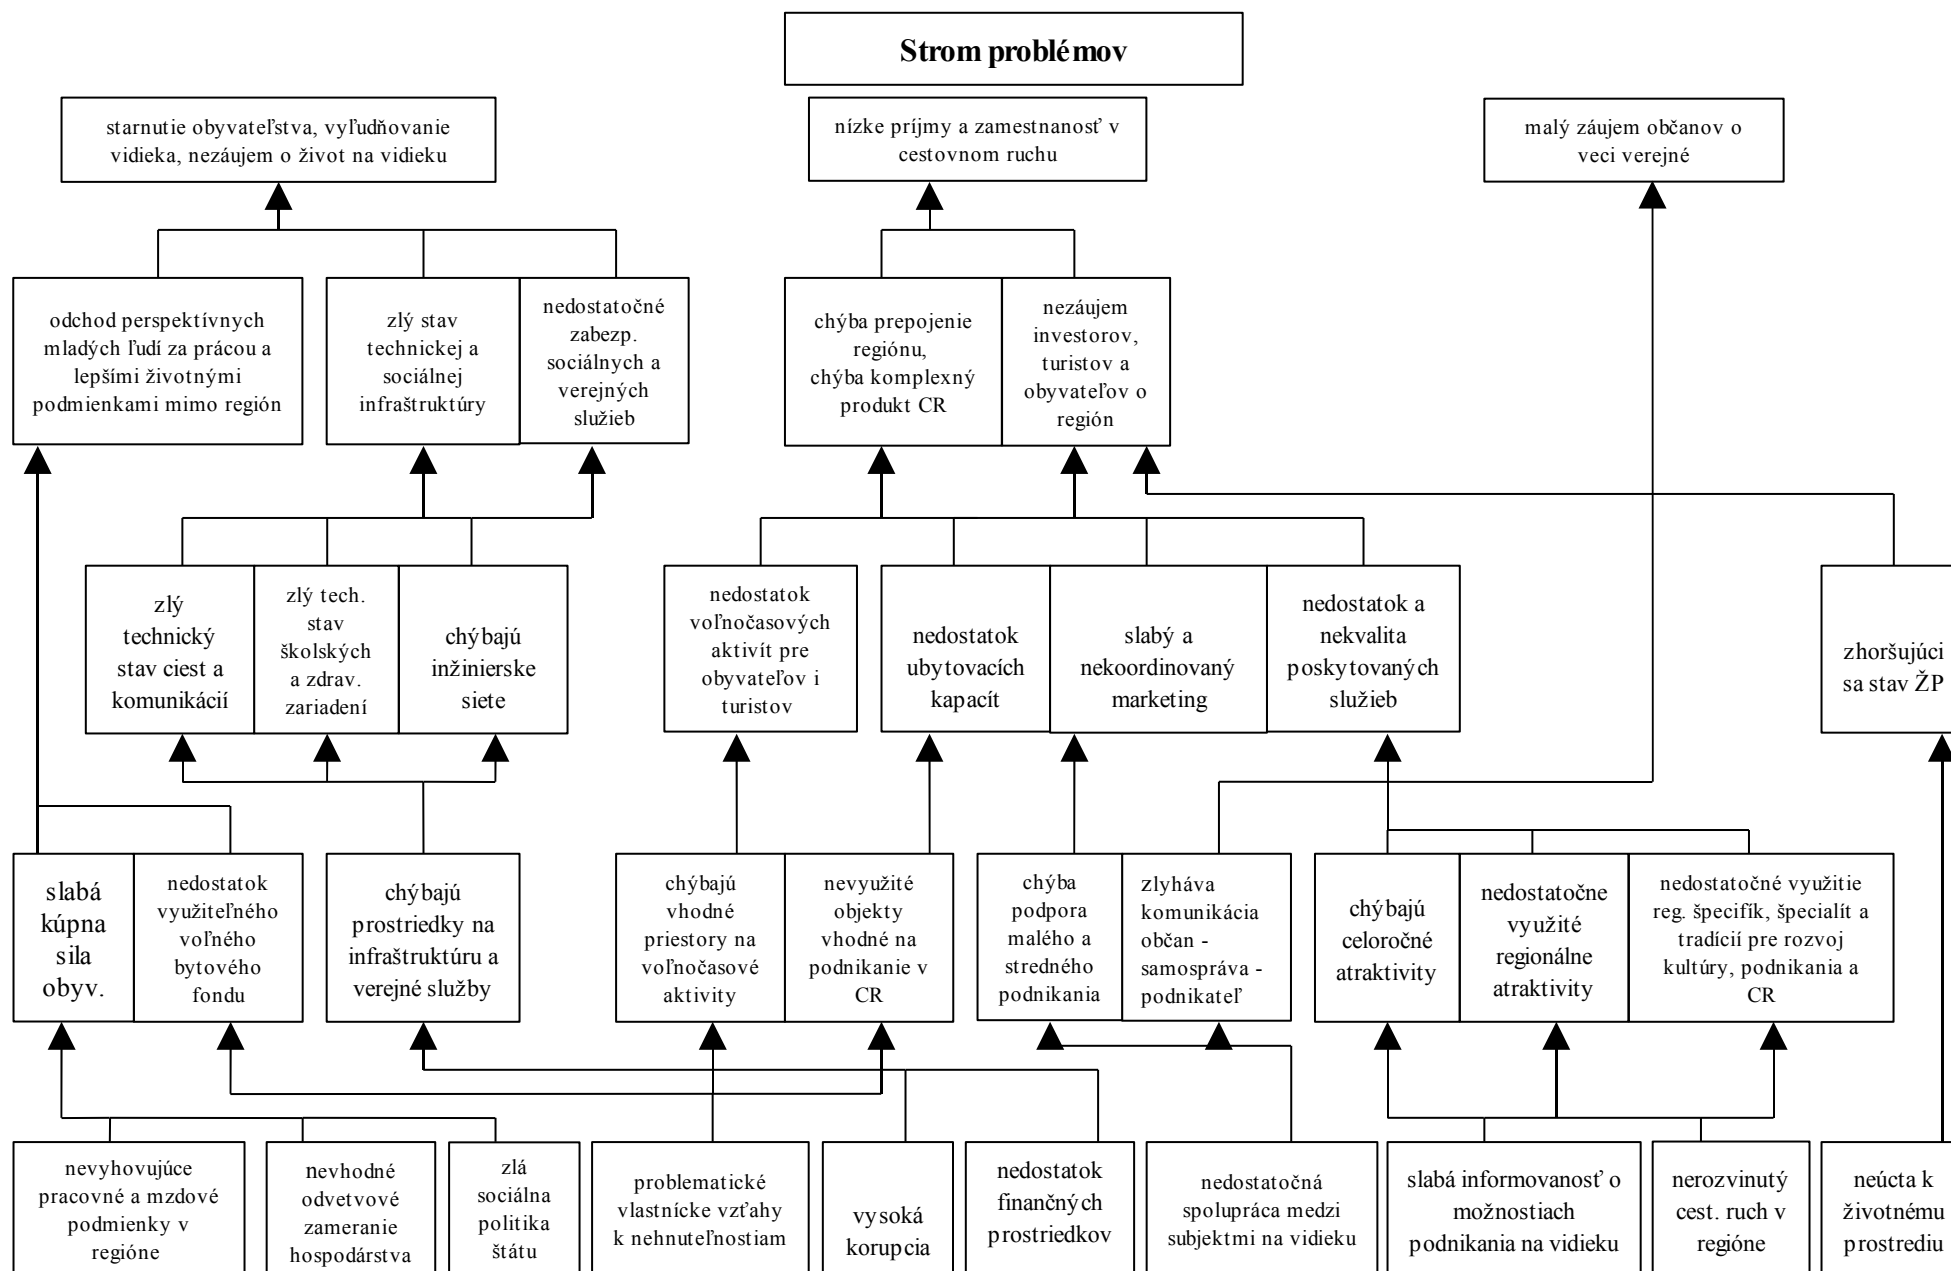 Strom problémov
starnutie obyvateľstva, vyľudňovanie
vidieka, nezáujem o život na vidieku
nízke príjmy a zamestnanosť v
cestovnom ruchu
malý záujem občanov o
veci verejné
odchod perspektívnych
mladých ľudí za prácou a
lepšími životnými
podmienkami mimo región
zlý stav
technickej a
sociálnej
infraštruktúry
nedostatočné
zabezp.
sociálnych a
verejných
služieb
chýba prepojenie
regiónu,
chýba komplexný
produkt CR
nezáujem
investorov,
turistov a
obyvateľov o
región
zlý
technický
stav ciest a
komunikácií
zlý tech.
stav
školských
a zdrav.
zariadení
chýbajú
inžinierske
siete
nedostatok
voľnočasových
aktivít pre
obyvateľov i
turistov
nedostatok
ubytovacích
kapacít
slabý a
nekoordinovaný
marketing
nedostatok a
nekvalita
poskytovaných
služieb
zhoršujúci
sa stav ŽP
slabá
kúpna
sila
obyv.
nedostatok
využiteľného
voľného
bytového
fondu
chýbajú
prostriedky na
infraštruktúru a
verejné služby
chýbajú
vhodné
priestory na
voľnočasové
aktivity
nevyužité
objekty
vhodné na
podnikanie v
CR
chýba
podpora
malého a
stredného
podnikania
zlyháva
komunikácia
občan -
samospráva -
podnikateľ
chýbajú
celoročné
atraktivity
nedostatočne
využité
regionálne
atraktivity
nedostatočné využitie
reg. špecifík, špecialít a
tradícií pre rozvoj
kultúry, podnikania a
CR
nevyhovujúce
pracovné a mzdové
podmienky v
regióne
nevhodné
odvetvové
zameranie
hospodárstva
zlá
sociálna
politika
štátu
problematické
vlastnícke vzťahy
k nehnuteľnostiam
vysoká
korupcia
nedostatok
finančných
prostriedkov
nedostatočná
spolupráca medzi
subjektmi na vidieku
slabá informovanosť o
možnostiach
podnikania na vidieku
nerozvinutý
cest. ruch v
regióne
neúcta k
životnému
prostrediu